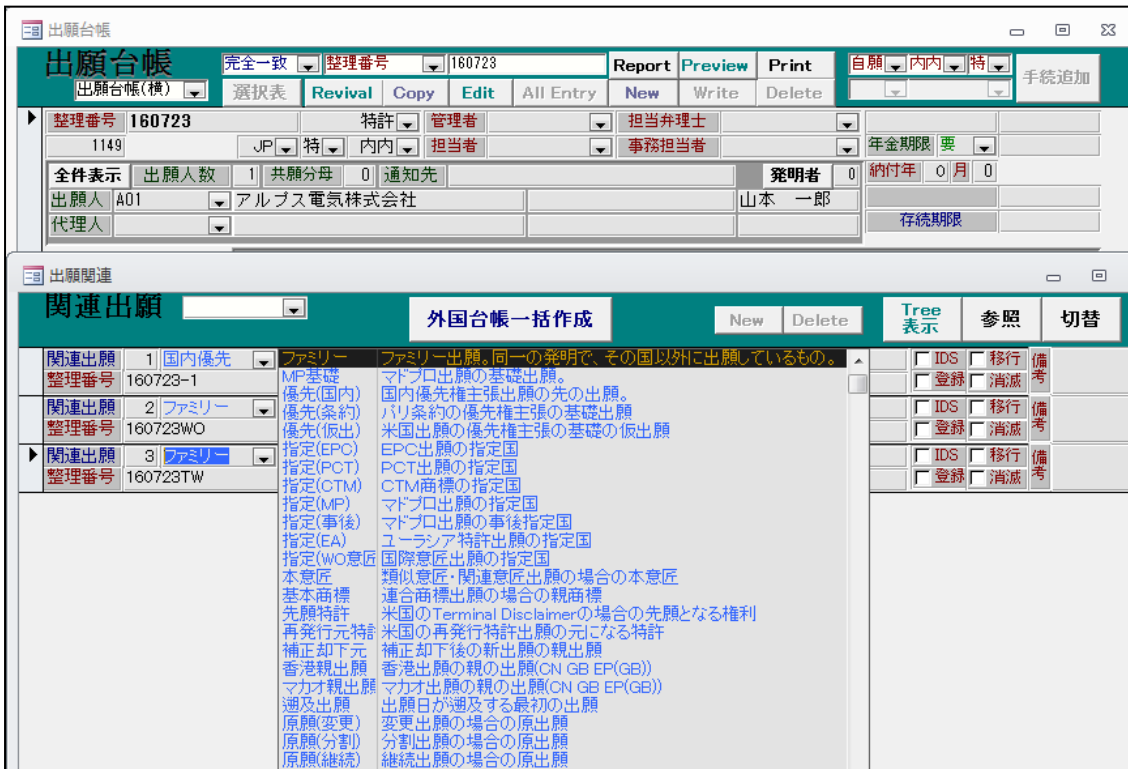 出願台帳
出願台帳 完全一致 整理番号 160723 Report Preview Print 自願 内内 特 手続追加
出願台帳(横) 選択表 Revival Copy Edit All Entry New Write Delete
整理番号 160723 特許 管理者 担当弁理士
1149 JP 特 内内 担当者 事務担当者 年金期限 要
全件表示 出願人数 1 共願分母 0 通知先 発明者 0 納付年 0 月 0
出願人 A01 アルプス電気株式会社 山本 一郎
代理人 存続期限
出願関連
関連出願 外国台帳一括作成 New Delete Tree表示 参照 切替
関連出願 1 国内優先 IDS 移行 備考
整理番号 160723-1 登録 消滅
関連出願 2 ファミリー IDS 移行 備考
整理番号 160723WO 登録 消滅
関連出願 3 ファミリー IDS 移行 備考
整理番号 160723TW 登録 消滅
ファミリー ファミリー出願。同一の発明で、その国以外に出願しているもの。
MP基礎 マドプロ出願の基礎出願。
優先(国内) 国内優先権主張出願の先の出願。
優先(条約) パリ条約の優先権主張の基礎出願
優先(仮出) 米国出願の優先権主張の基礎の仮出願
指定(EPC) EPC出願の指定国
指定(PCT) PCT出願の指定国
指定(CTM) CTM商標の指定国
指定(MP) マドプロ出願の指定国
指定(事後) マドプロ出願の事後指定国
指定(EA) ユーラシア特許出願の指定国
指定(WO意匠 国際意匠出願の指定国
本意匠 類似意匠・関連意匠出願の場合の本意匠
基本商標 連合商標出願の場合の親商標
先願特許 米国のTerminal Disclaimerの場合の先願となる権利
再発行元特許 米国の再発行特許出願の元になる特許
補正却下元 補正却下後の新出願の親出願
香港親出願 香港出願の親の出願(CN GB EP(GB))
マカオ親出願 マカオ出願の親の出願(CN GB EP(GB))
遡及出願 出願日が遡及する最初の出願
原願(変更) 変更出願の場合の原出願
原願(分割) 分割出願の場合の原出願
原願(継続) 継続出願の場合の原出願